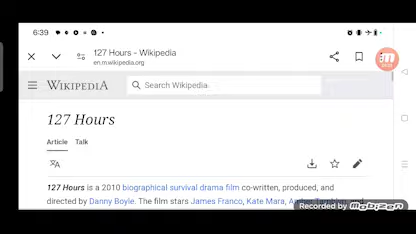 6:39
127 Hours - Wikipedia
en.m.wikipedia.org
WIKIPEDIA
Search Wikipedia
127 Hours
Article Talk
127 Hours is a 2010 biographical survival drama film co-written, produced, and
directed by Danny Boyle. The film stars James Franco, Kate Mara,
Recorded by mobizen